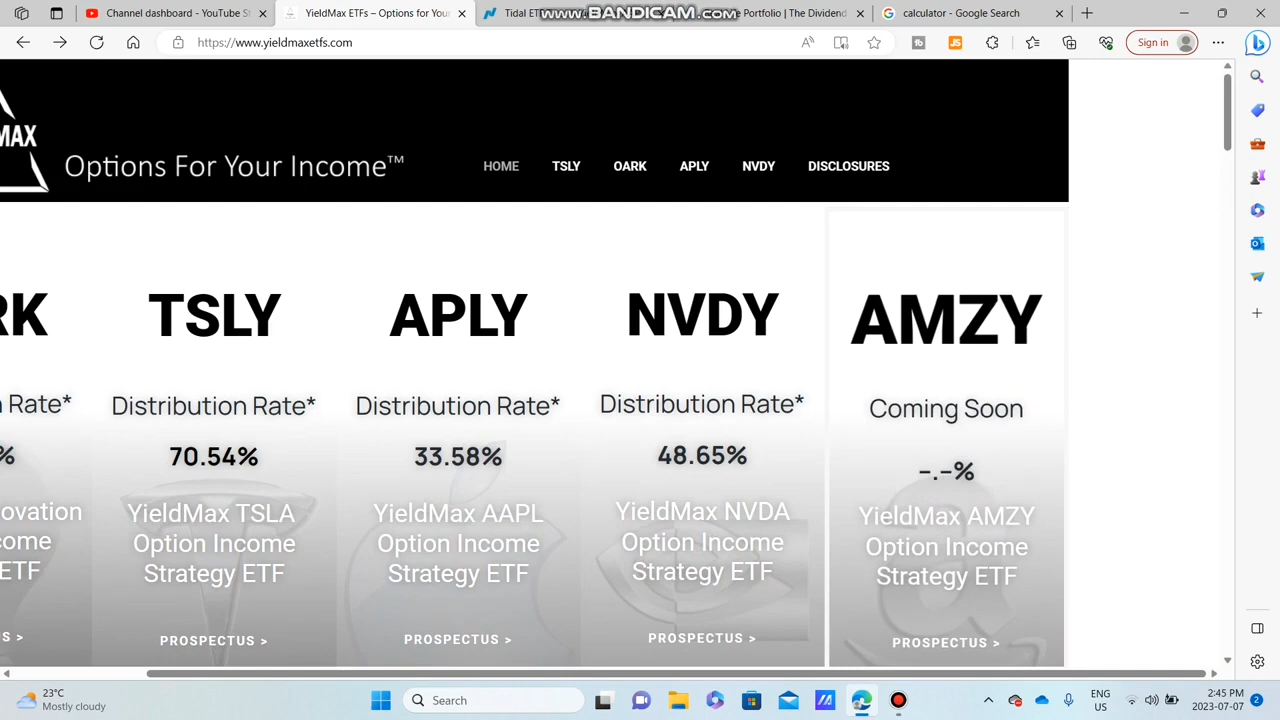 www.BANDICAM.com
Channel dashboard - YouTube St
YieldMax ETFs – Options for Your
Tidal ET
Portfolio | The Dividend
calculator - Google Search
https://www.yieldmaxetfs.com
Sign in
MAX
Options For Your Income™
HOME
TSLY
OARK
APLY
NVDY
DISCLOSURES
RK
TSLY
APLY
NVDY
AMZY
n Rate*
Distribution Rate*
Distribution Rate*
Distribution Rate*
Coming Soon
%
70.54%
33.58%
48.65%
-.-%
ovation
come
ETF
YieldMax TSLA
Option Income
Strategy ETF
YieldMax AAPL
Option Income
Strategy ETF
YieldMax NVDA
Option Income
Strategy ETF
YieldMax AMZY
Option Income
Strategy ETF
S >
PROSPECTUS >
PROSPECTUS >
PROSPECTUS >
PROSPECTUS >
23°C
Mostly cloudy
Search
ENG
US
2:45 PM
2023-07-07
2